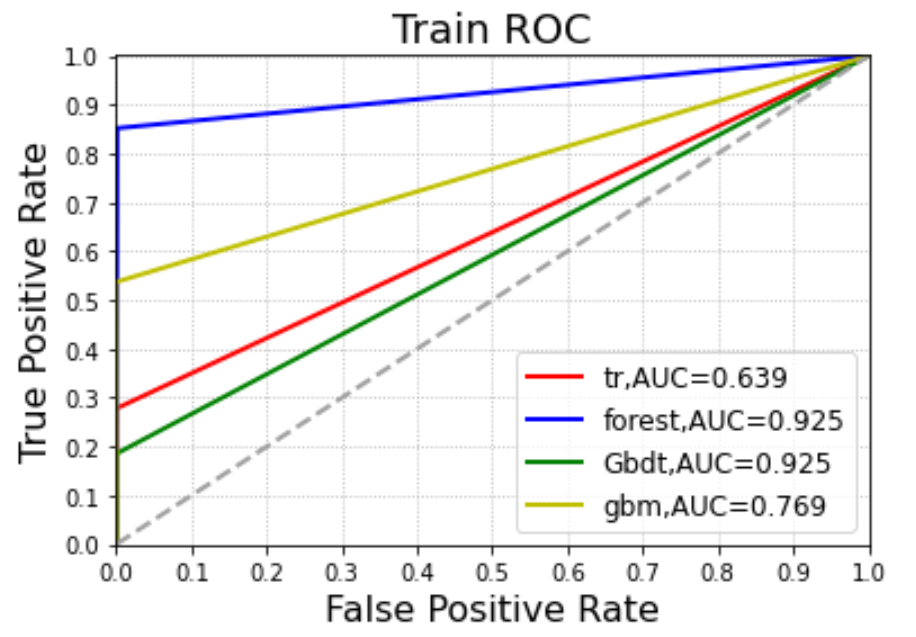 Train ROC
1.0
0.9
0.8
0.7
0.6
0.5
0.4
0.3
0.2
0.1
0.0
True Positive Rate
tr,AUC=0.639
forest,AUC=0.925
Gbdt,AUC=0.925
gbm,AUC=0.769
0.0 0.1 0.2 0.3 0.4 0.5 0.6 0.7 0.8 0.9 1.0
False Positive Rate